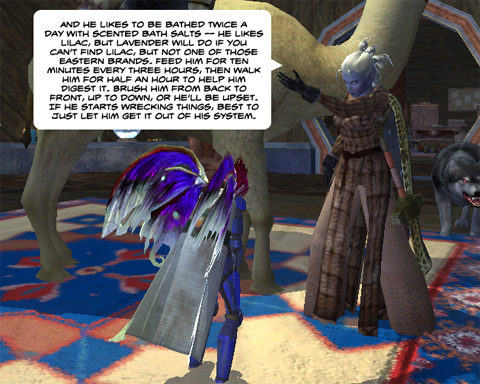 AND HE LIKES TO BE BATHED TWICE A
DAY WITH SCENTED BATH SALTS -- HE LIKES
LILAC, BUT LAVENDER WILL DO IF YOU
CAN'T FIND LILAC, BUT NOT ONE OF THOSE
EASTERN BRANDS. FEED HIM FOR TEN
MINUTES EVERY THREE HOURS, THEN WALK
HIM FOR HALF AN HOUR TO HELP HIM
DIGEST IT. BRUSH HIM FROM BACK TO
FRONT, UP TO DOWN, OR HE'LL BE UPSET.
IF HE STARTS WRECKING THINGS, BEST TO
JUST LET HIM GET IT OUT OF HIS SYSTEM.